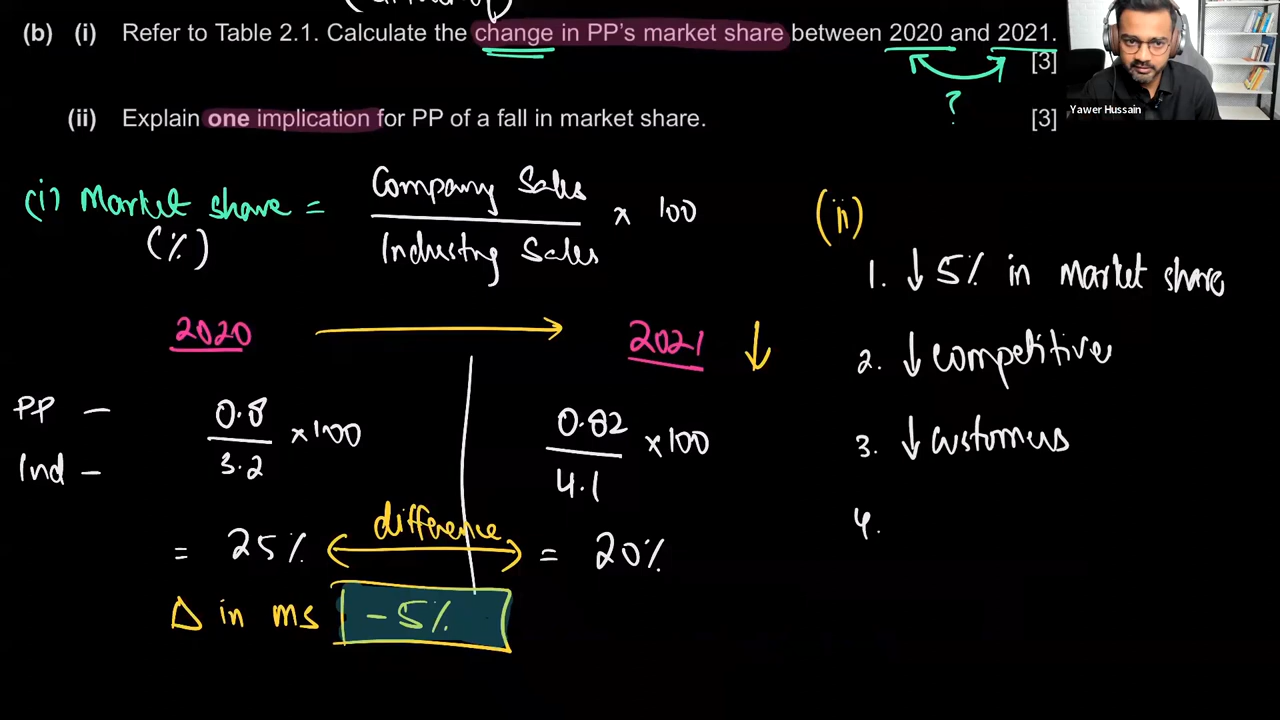 (b) (i) Refer to Table 2.1. Calculate the change in PP's market share between 2020 and 2021.
[3]
?
Yawer Hussain
(ii) Explain one implication for PP of a fall in market share. [3]
(i) Market share = Company Sales
(%) Industry Sales
x 100
2020 2021 ↓
PP – 0.8 x 100 0.82 x 100
Ind – 3.2 4.1
difference
= 25% = 20%
Δ in ms -5%
(ii)
1. ↓ 5% in market share
2. ↓ competitive
3. ↓ customers
4.